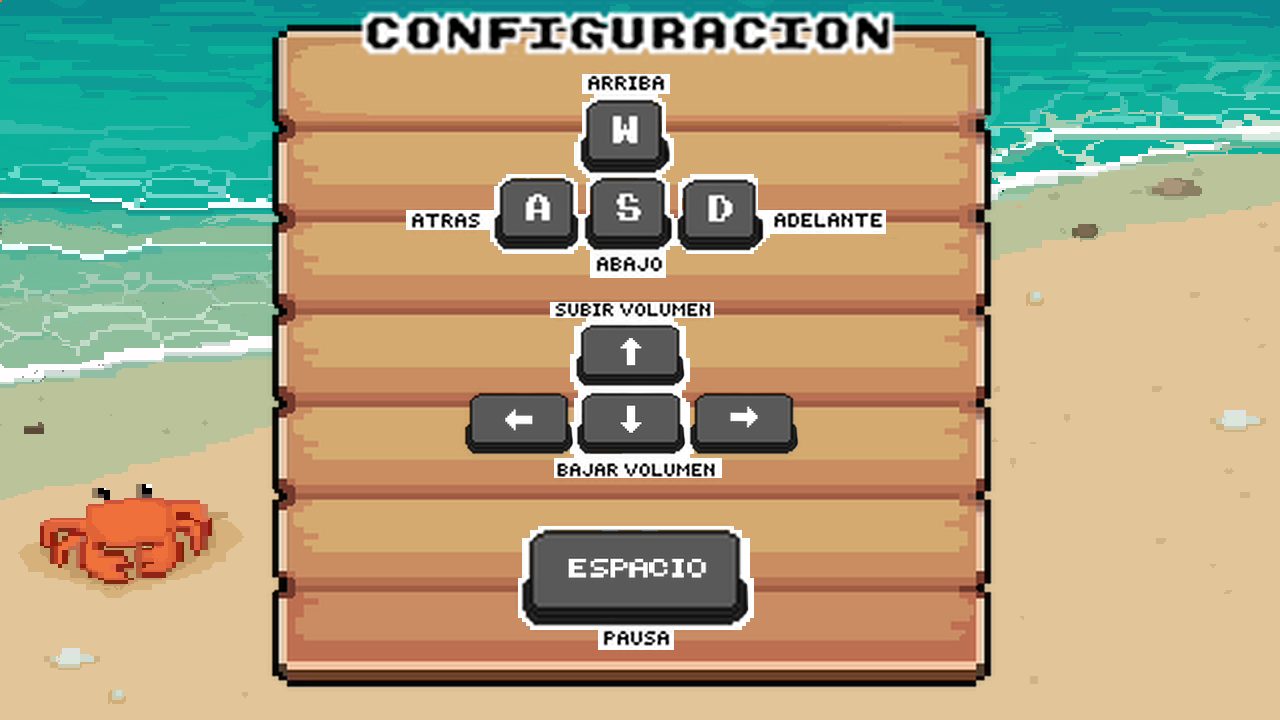 CONFIGURACION
ARRIBA
W
ATRAS A S D ADELANTE
ABAJO
SUBIR VOLUMEN
↑
← ↓ →
BAJAR VOLUMEN
ESPACIO
PAUSA